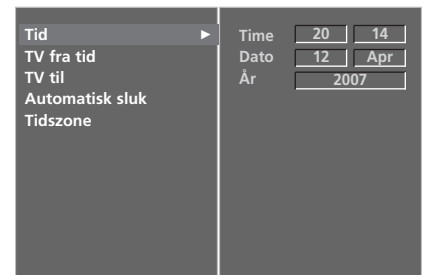 Tid
TV fra tid
TV til
Automatisk sluk
Tidszone
Time 20 14
Dato 12 Apr
År 2007